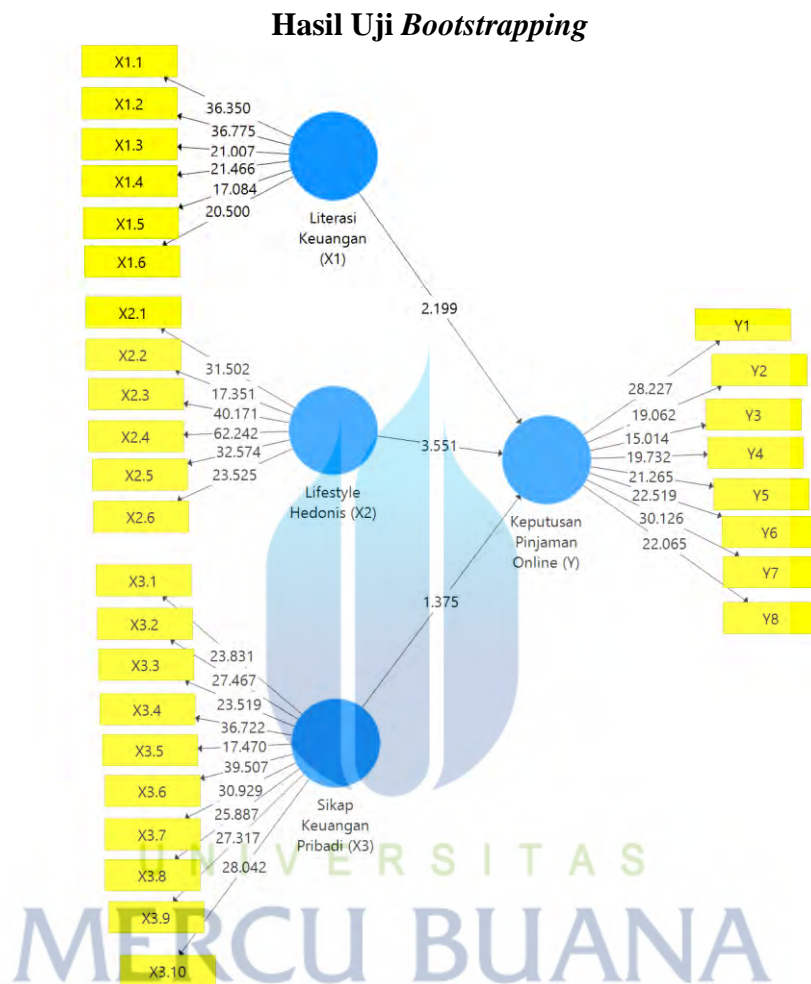 Hasil Uji Bootstrapping
X1.1
X1.2
X1.3
X1.4
X1.5
X1.6
36.350
36.775
21.007
21.466
17.084
20.500
Literasi
Keuangan
(X1)
2.199
X2.1
X2.2
X2.3
X2.4
X2.5
X2.6
31.502
17.351
40.171
62.242
32.574
23.525
Lifestyle
Hedonis (X2)
3.551
X3.1
X3.2
X3.3
X3.4
X3.5
X3.6
X3.7
X3.8
X3.9
X3.10
23.831
27.467
23.519
36.722
17.470
39.507
30.929
25.887
27.317
28.042
Sikap
Keuangan
Pribadi (X3)
1.375
Keputusan
Pinjaman
Online (Y)
28.227
19.062
15.014
19.732
21.265
22.519
30.126
22.065
Y1
Y2
Y3
Y4
Y5
Y6
Y7
Y8
UNIVERSITAS
MERCU BUANA